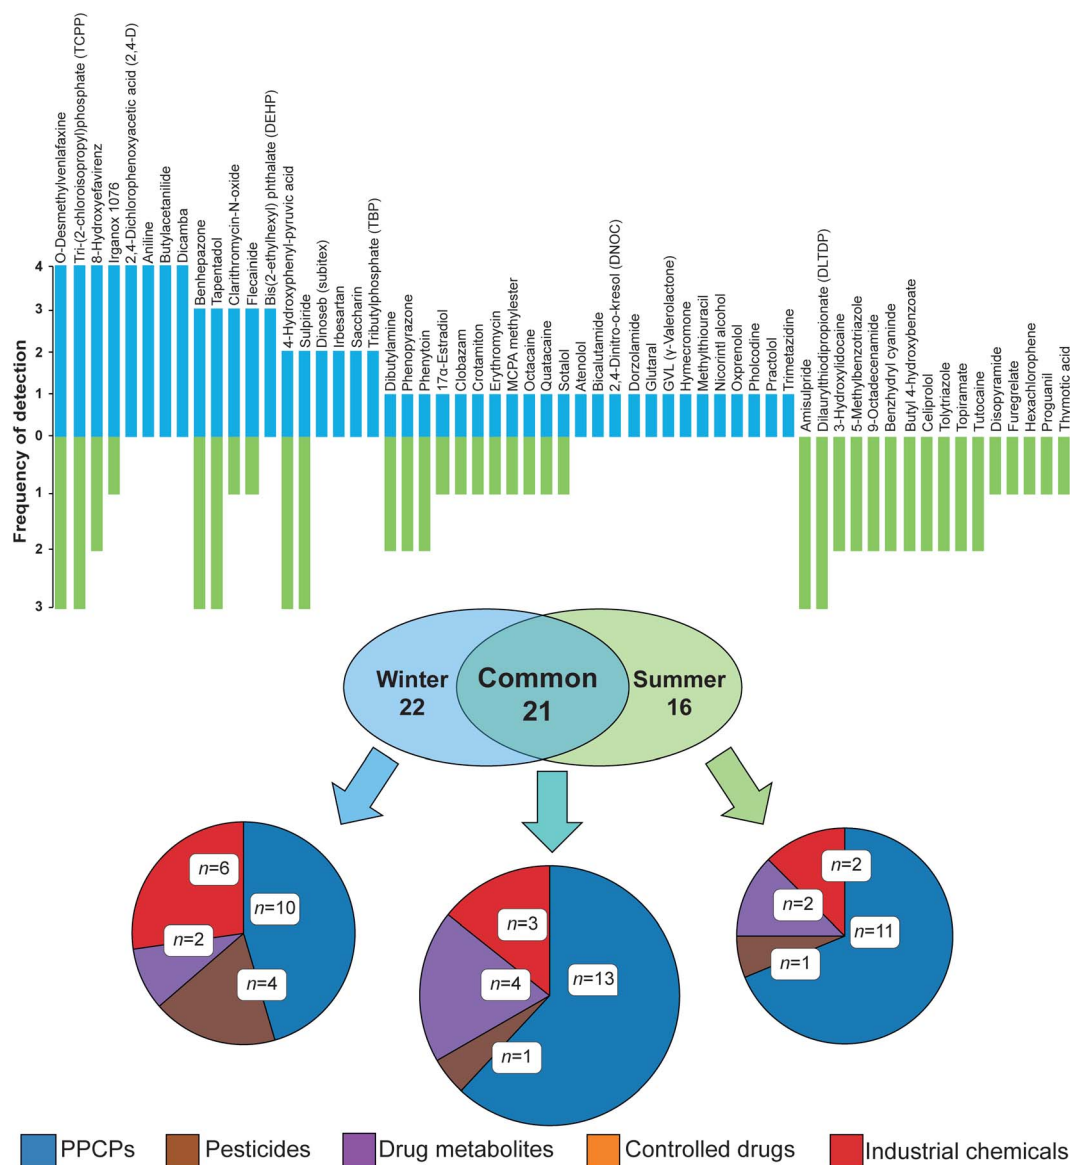 O-Desmethylvenlafaxine
Tri-(2-chloroisopropyl)phosphate (TCPP)
8-Hydroxyefavirenz
Irganox 1076
2,4-Dichlorophenoxyacetic acid (2,4-D)
Aniline
Butylacetanilide
Dicamba
Benhepazone
Tapentadol
Clarithromycin-N-oxide
Flecainide
Bis(2-ethylhexyl) phthalate (DEHP)
4-Hydroxyphenyl-pyruvic acid
Sulpiride
Dinoseb (subitex)
Irbesartan
Saccharin
Tributylphosphate (TBP)
Dibutylamine
Phenopyrazone
Phenytoin
17α-Estradiol
Clobazam
Crotamiton
Erythromycin
MCPA methylester
Octacaine
Quatacaine
Sotalol
Atenolol
Bicalutamide
2,4-Dinitro-o-kresol (DNOC)
Dorzolamide
Glutaral
GVL (γ-Valerolactone)
Hymecromone
Methylthiouracil
Nicorintl alcohol
Oxprenolol
Pholcodine
Practolol
Trimetazidine
Amisulpride
Dilaurylthiodipropionate (DLTDP)
3-Hydroxylidocaine
5-Methylbenzotriazole
9-Octadecenamide
Benzhydryl cyaninde
Butyl 4-hydroxybenzoate
Celiprolol
Tolytriazole
Topiramate
Tutocaine
Disopyramide
Furegrelate
Hexachlorophene
Proguanil
Thymotic acid
Frequency of detection
4
3
2
1
0
1
2
3
Winter
22
Common
21
Summer
16
n=6
n=10
n=2
n=4
n=3
n=13
n=4
n=1
n=2
n=11
n=2
n=1
PPCPs
Pesticides
Drug metabolites
Controlled drugs
Industrial chemicals